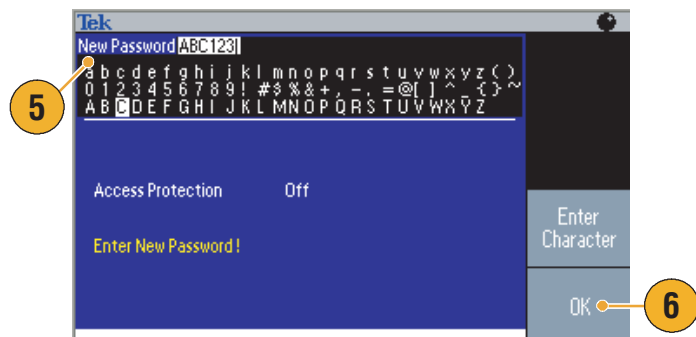 Tek
New Password ABC123
a b c d e f g h i j k l m n o p q r s t u v w x y z ( )
0 1 2 3 4 5 6 7 8 9 ! # $ % & + , - . = @ [ ] ^ _ { } ~
A B C D E F G H I J K L M N O P Q R S T U V W X Y Z
5
Access Protection Off
Enter New Password !
Enter
Character
OK
6